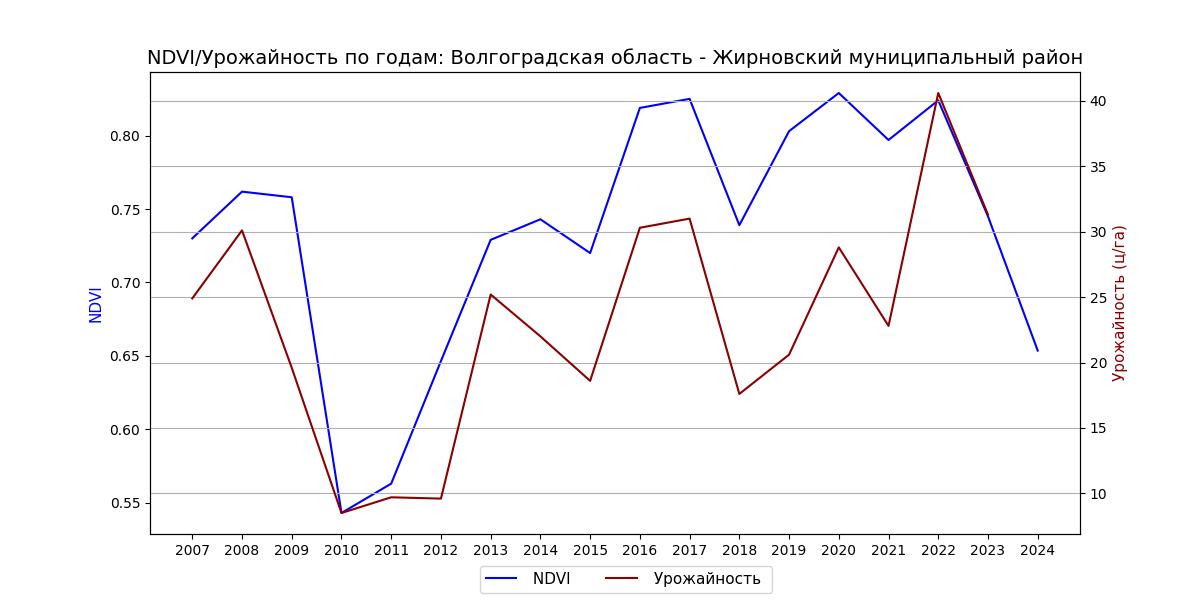 NDVI/Урожайность по годам: Волгоградская область - Жирновский муниципальный район
0.80
0.75
0.70
0.65
0.60
0.55
NDVI
40
35
30
25
20
15
10
Урожайность (ц/га)
2007 2008 2009 2010 2011 2012 2013 2014 2015 2016 2017 2018 2019 2020 2021 2022 2023 2024
NDVI Урожайность